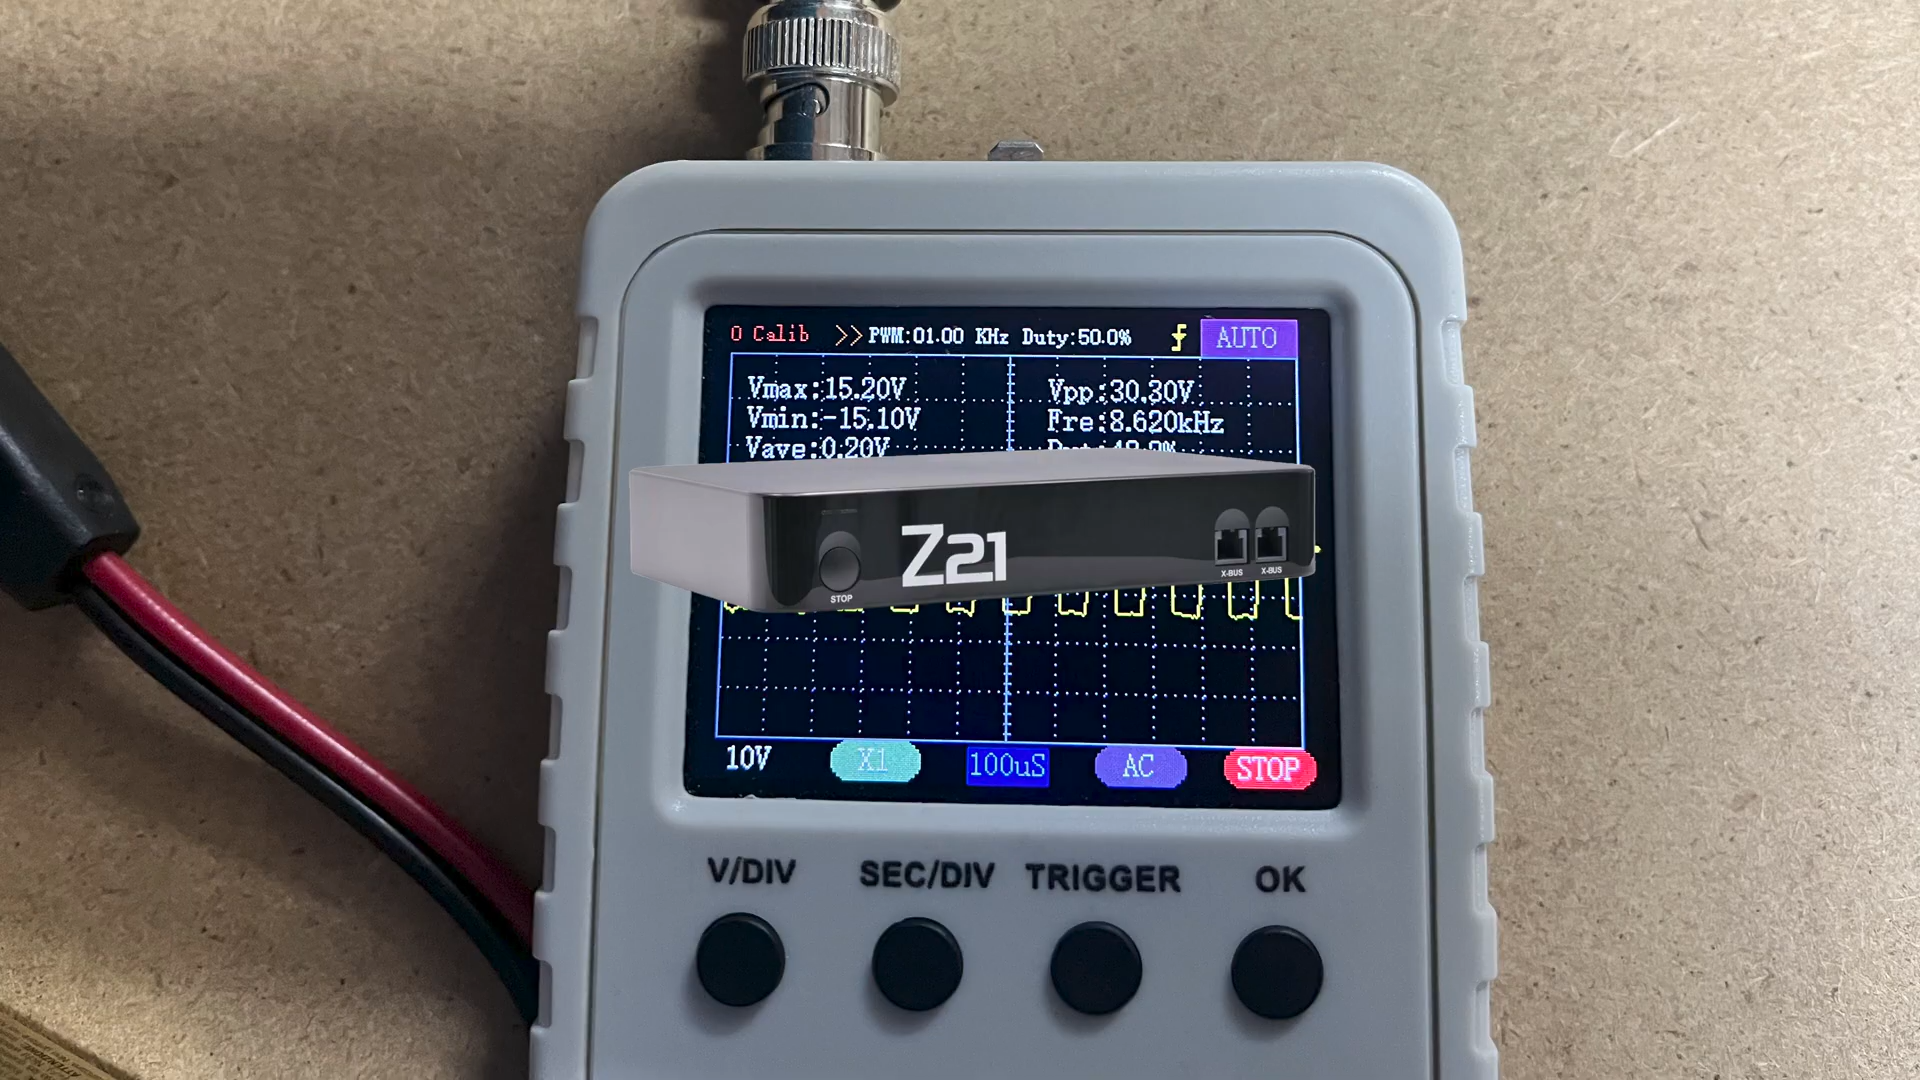 0 Calib >> PWM:01.00 KHz Duty:50.0% AUTO
Vmax:15.20V Vpp:30.30V
Vmin:-15.10V Fre:8.620kHz
Vave:0.20V
Z21
STOP
X-BUS X-BUS
10V X1 100uS AC STOP
V/DIV SEC/DIV TRIGGER OK